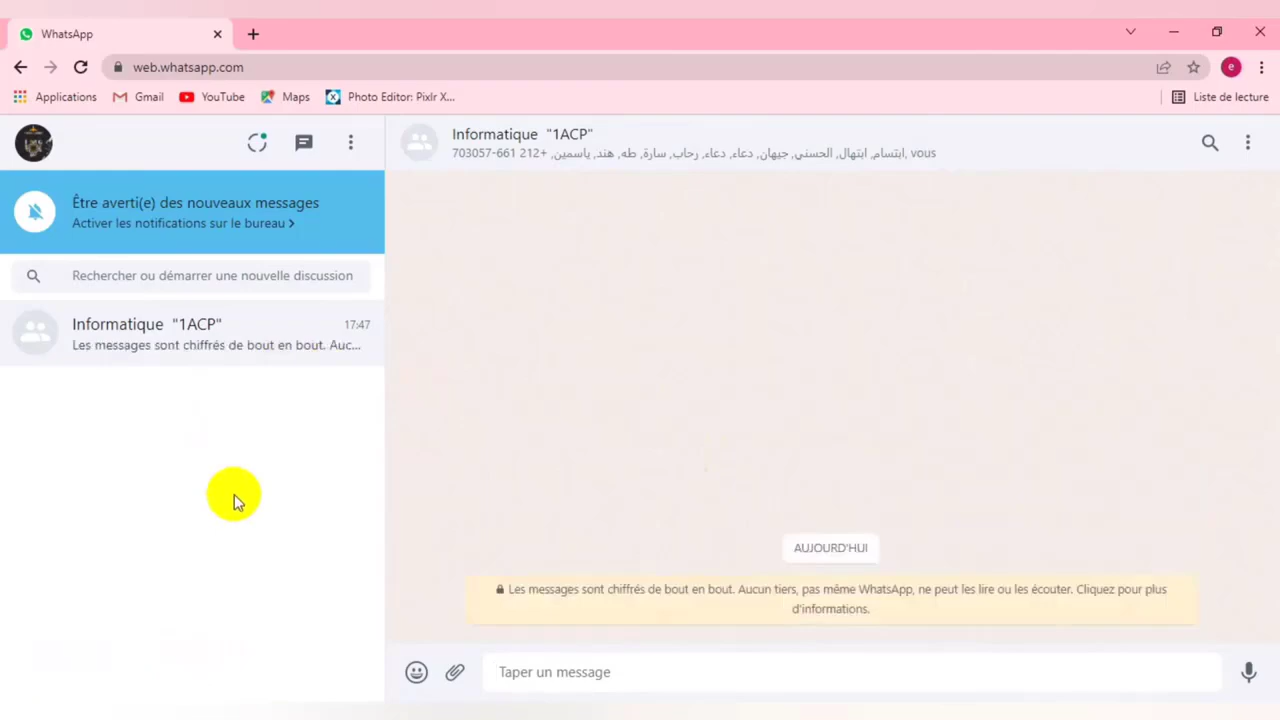 WhatsApp
web.whatsapp.com
e
Applications
Gmail
YouTube
Maps
Photo Editor: Pixlr X...
Liste de lecture
Informatique "1ACP"
ابتسام, ابتهال, الحسني, جيهان, دعاء, دعاء, رحاب, سارة, طه, هند, ياسمين, +212 661-703057, vous
Être averti(e) des nouveaux messages
Activer les notifications sur le bureau >
Rechercher ou démarrer une nouvelle discussion
Informatique "1ACP"
17:47
Les messages sont chiffrés de bout en bout. Auc...
AUJOURD'HUI
Les messages sont chiffrés de bout en bout. Aucun tiers, pas même WhatsApp, ne peut les lire ou les écouter. Cliquez pour plus
d'informations.
Taper un message